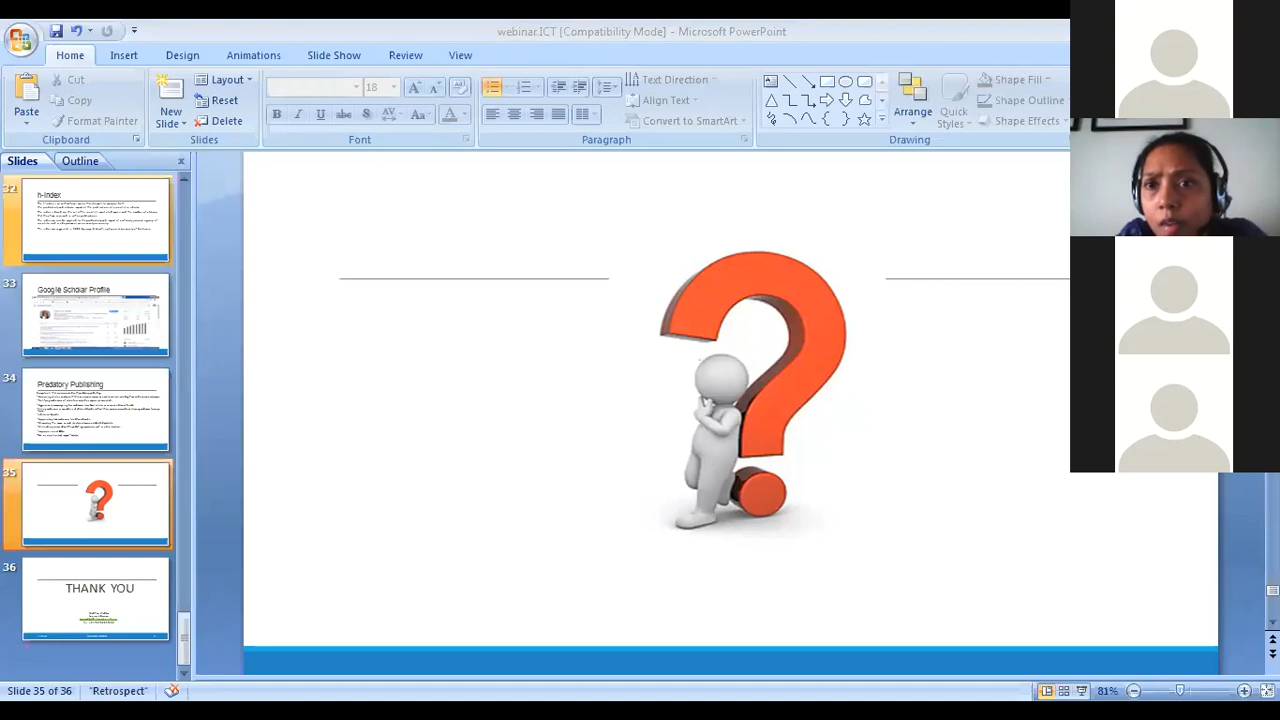 webinar.ICT [Compatibility Mode] - Microsoft PowerPoint
Home Insert Design Animations Slide Show Review View
Paste
Cut
Copy
Format Painter
Clipboard
New Slide
Layout
Reset
Delete
Slides
18
Font
Text Direction
Align Text
Convert to SmartArt
Paragraph
Arrange
Quick Styles
Shape Fill
Shape Outline
Shape Effects
Drawing
Slides Outline
32
h-Index
33
Google Scholar Profile
34
Predatory Publishing
35
36
THANK YOU
Slide 35 of 36
"Retrospect"
81%